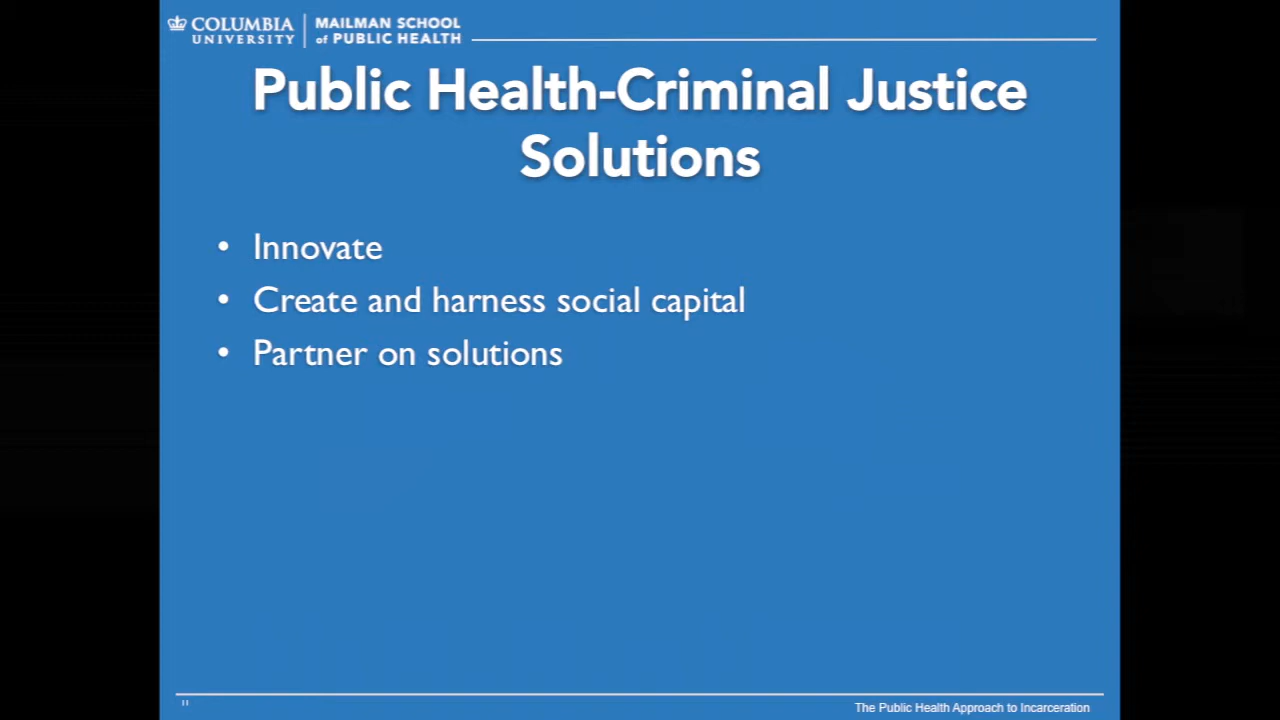 COLUMBIA
UNIVERSITY
MAILMAN SCHOOL
of PUBLIC HEALTH
Public Health-Criminal Justice
Solutions
• Innovate
• Create and harness social capital
• Partner on solutions
11
The Public Health Approach to Incarceration